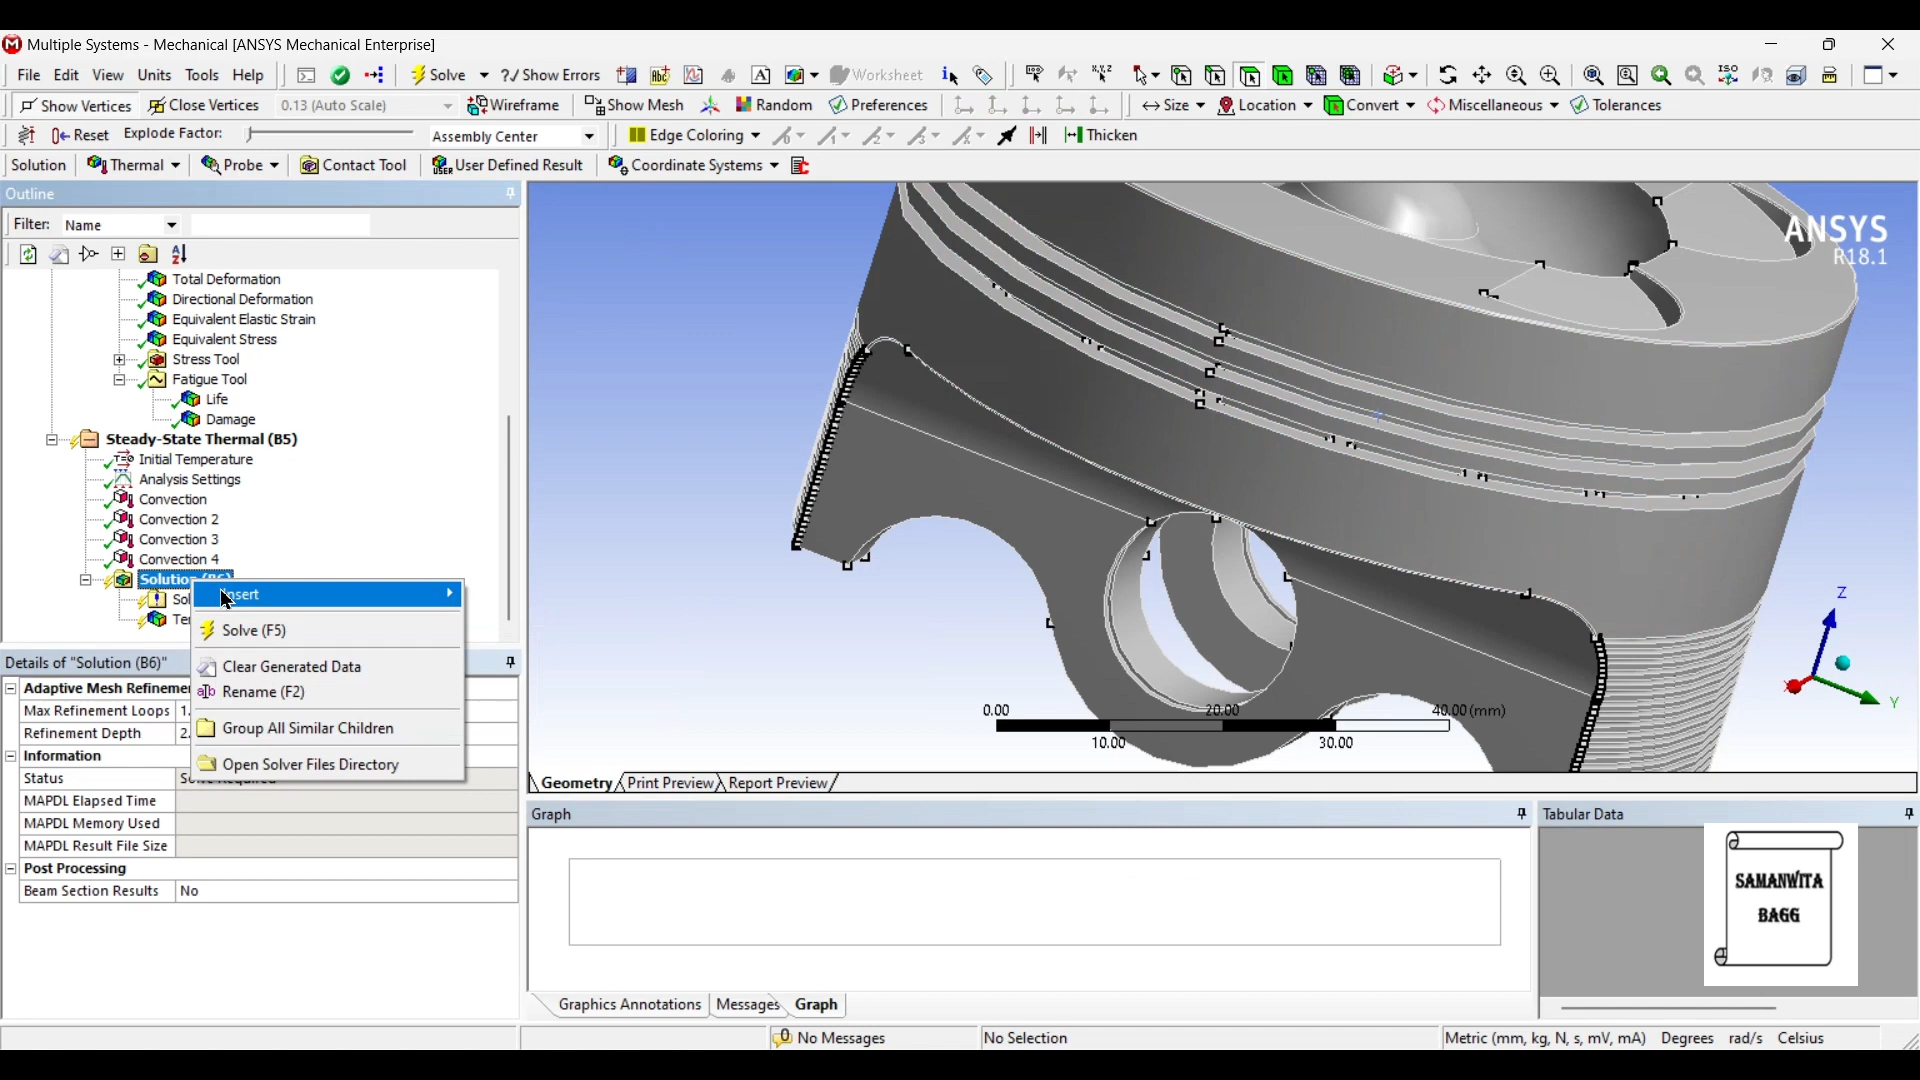 Multiple Systems - Mechanical [ANSYS Mechanical Enterprise]
File Edit View Units Tools Help Solve ?/ Show Errors Worksheet
Show Vertices Close Vertices 0.13 (Auto Scale) Wireframe Show Mesh Random Preferences Size Location Convert Miscellaneous Tolerances
Reset Explode Factor: Assembly Center Edge Coloring Thicken
Solution Thermal Probe Contact Tool User Defined Result Coordinate Systems
Outline
Filter: Name
Total Deformation
Directional Deformation
Equivalent Elastic Strain
Equivalent Stress
Stress Tool
Fatigue Tool
Life
Damage
Steady-State Thermal (B5)
Initial Temperature
Analysis Settings
Convection
Convection 2
Convection 3
Convection 4
Solution (B6)
Sol
Te
Insert
Solve (F5)
Clear Generated Data
Rename (F2)
Group All Similar Children
Open Solver Files Directory
Details of "Solution (B6)"
Adaptive Mesh Refineme
Max Refinement Loops 1.
Refinement Depth 2.
Information
Status Solve Required
MAPDL Elapsed Time
MAPDL Memory Used
MAPDL Result File Size
Post Processing
Beam Section Results No
ANSYS
R18.1
Z
Y
0.00 20.00 40.00 (mm)
10.00 30.00
Geometry Print Preview Report Preview
Graph
Tabular Data
SAMANWITA
BAGG
Graphics Annotations Messages Graph
0 No Messages No Selection Metric (mm, kg, N, s, mV, mA) Degrees rad/s Celsius